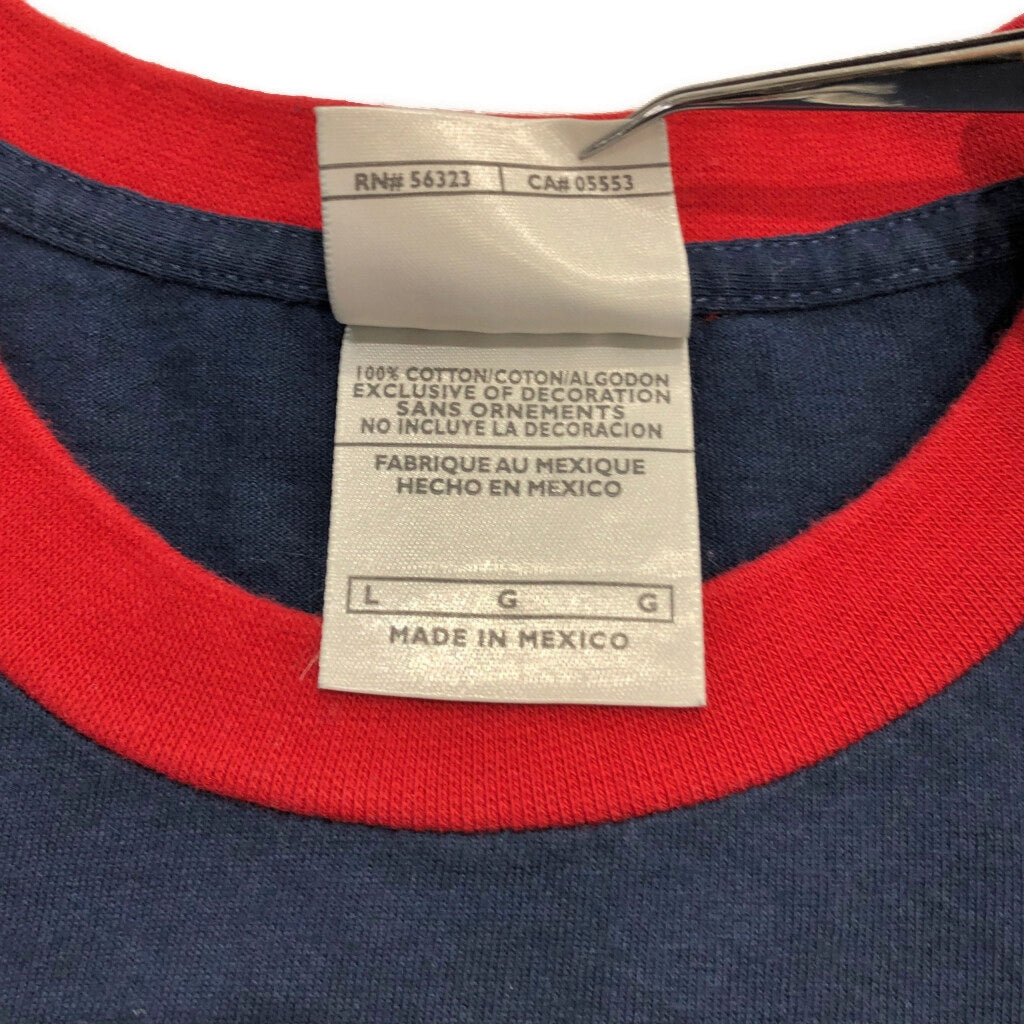 RN# 56323 | CA# 05553
100% COTTON/COTON/ALGODON
EXCLUSIVE OF DECORATION
SANS ORNEMENTS
NO INCLUYE LA DECORACION
FABRIQUE AU MEXIQUE
HECHO EN MEXICO
L G G
MADE IN MEXICO